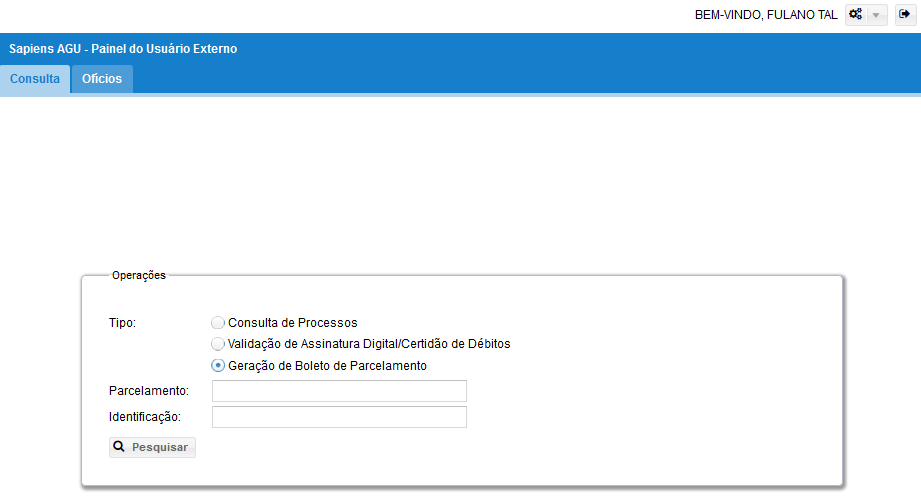 BEM-VINDO, FULANO TAL
Sapiens AGU - Painel do Usuário Externo
Consulta
Ofícios
Operações
Tipo:
Consulta de Processos
Validação de Assinatura Digital/Certidão de Débitos
Geração de Boleto de Parcelamento
Parcelamento:
Identificação:
Pesquisar